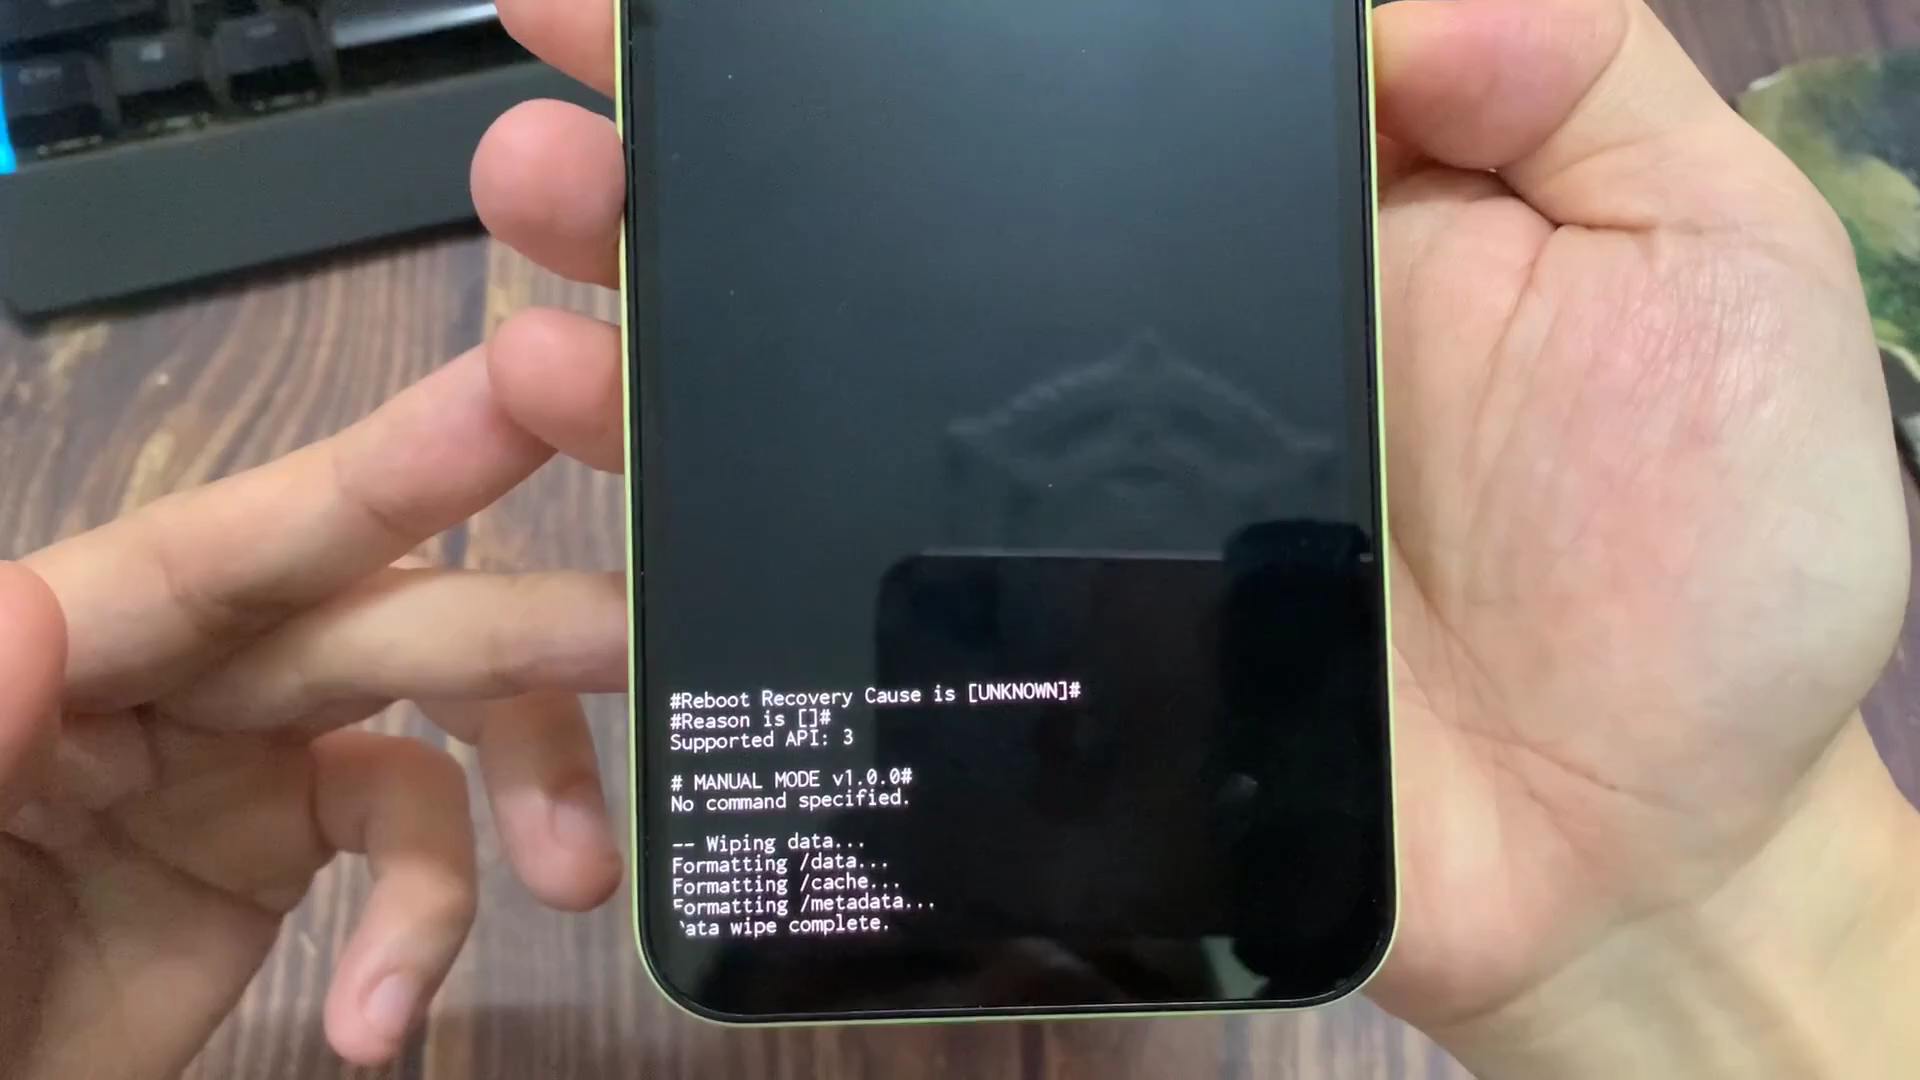 #Reboot Recovery Cause is [UNKNOWN]#
#Reason is []#
Supported API: 3
# MANUAL MODE v1.0.0#
No command specified.
-- Wiping data...
Formatting /data...
Formatting /cache...
Formatting /metadata...
Data wipe complete.